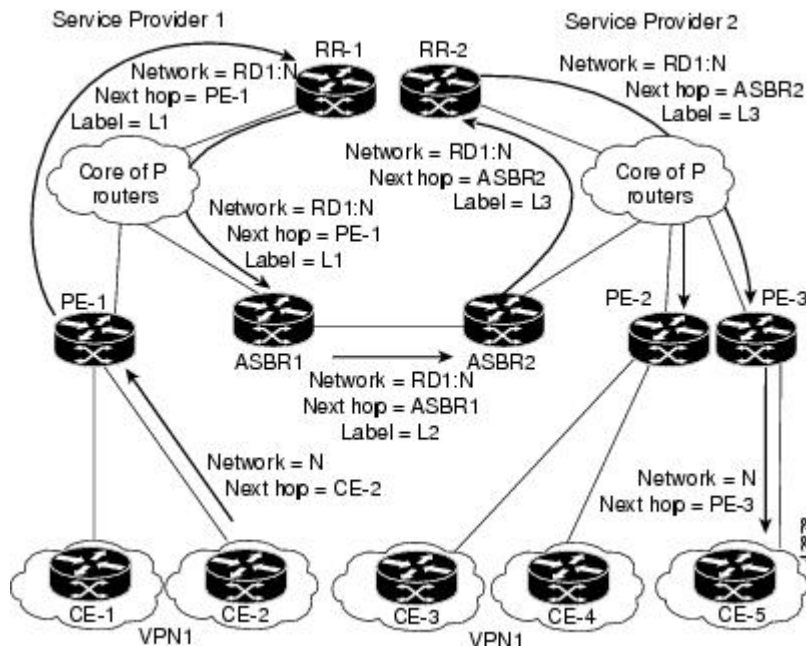 Service Provider 1
Service Provider 2
RR-1
RR-2
Network = RD1:N
Next hop = PE-1
Label = L1
Network = RD1:N
Next hop = ASBR2
Label = L3
Core of P
routers
Network = RD1:N
Next hop = ASBR2
Label = L3
Core of P
routers
Network = RD1:N
Next hop = PE-1
Label = L1
PE-1
ASBR1
ASBR2
PE-2
PE-3
Network = RD1:N
Next hop = ASBR1
Label = L2
Network = N
Next hop = CE-2
Network = N
Next hop = PE-3
CE-1
CE-2
CE-3
CE-4
CE-5
VPN1
VPN1